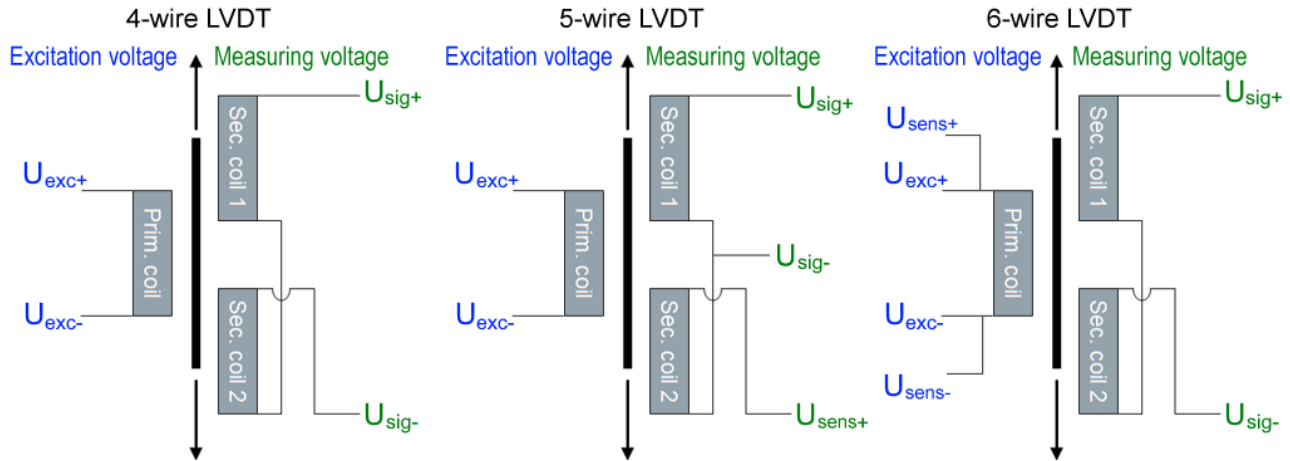 4-wire LVDT
Excitation voltage
Measuring voltage
Usig+
Sec. coil 1
Uexc+
Prim. coil
Uexc-
Sec. coil 2
Usig-
5-wire LVDT
Excitation voltage
Measuring voltage
Usig+
Sec. coil 1
Uexc+
Prim. coil
Usig-
Uexc-
Sec. coil 2
Usens+
6-wire LVDT
Excitation voltage
Measuring voltage
Usig+
Usens+
Sec. coil 1
Uexc+
Prim. coil
Uexc-
Sec. coil 2
Usens-
Usig-